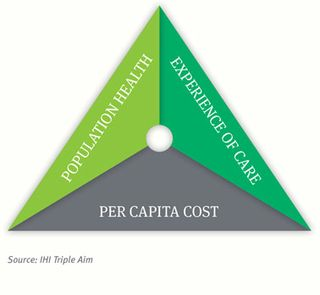 POPULATION HEALTH
EXPERIENCE OF CARE
PER CAPITA COST
Source: IHI Triple Aim